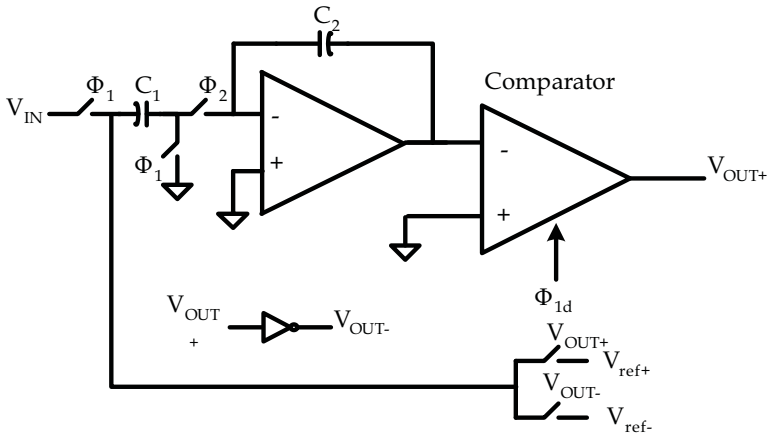 C2
Comparator
Φ1 C1 Φ2
VIN
-
+
Φ1
-
+
VOUT+
Φ1d
VOUT
+
VOUT-
VOUT+
Vref+
VOUT-
Vref-